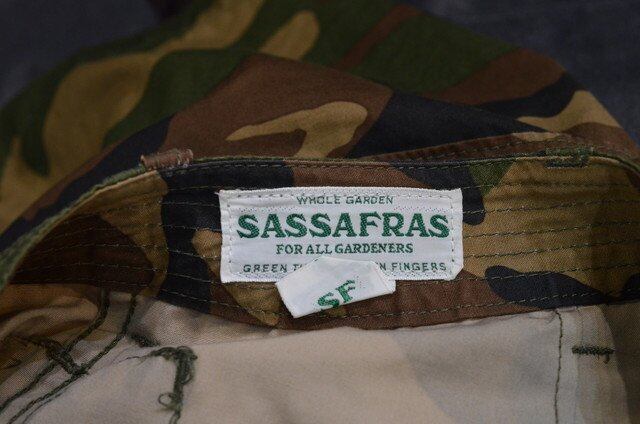 WHOLE GARDEN
SASSAFRAS
FOR ALL GARDENERS
GREEN FINGERS
SF